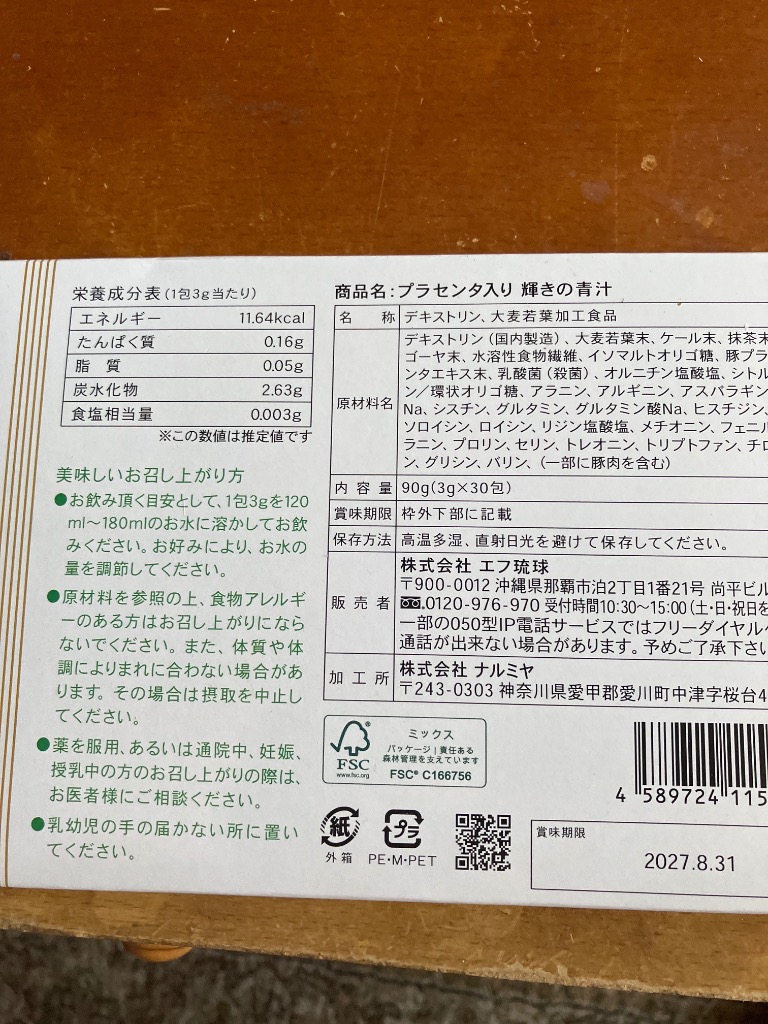 栄養成分表(1包3g当たり)
エネルギー 11.64kcal
たんぱく質 0.16g
脂 質 0.05g
炭水化物 2.63g
食塩相当量 0.003g
※この数値は推定値です
美味しいお召し上がり方
●お飲み頂く目安として、1包3gを120
ml〜180mlのお水に溶かしてお飲
みください。お好みにより、お水の
量を調節してください。
●原材料を参照の上、食物アレルギ
ーのある方はお召し上がりになら
ないでください。また、体質や体
調によりまれに合わない場合があ
ります。その場合は摂取を中止し
てください。
●薬を服用、あるいは通院中、妊娠、
授乳中の方のお召し上がりの際は、
お医者様にご相談ください。
●乳幼児の手の届かない所に置い
てください。
商品名:プラセンタ入り 輝きの青汁
名 称 デキストリン、大麦若葉加工食品
原材料名
デキストリン(国内製造)、大麦若葉末、ケール末、抹茶末
ゴーヤ末、水溶性食物繊維、イソマルトオリゴ糖、豚プラ
ンタエキス末、乳酸菌(殺菌)、オルニチン塩酸塩、シトル
ン/環状オリゴ糖、アラニン、アルギニン、アスパラギン
Na、シスチン、グルタミン、グルタミン酸Na、ヒスチジン、
ソロイシン、ロイシン、リジン塩酸塩、メチオニン、フェニル
ラニン、プロリン、セリン、トレオニン、トリプトファン、チロ
ン、グリシン、バリン、(一部に豚肉を含む)
内 容 量 90g(3g×30包)
賞味期限 枠外下部に記載
保存方法 高温多湿、直射日光を避けて保存してください。
販 売 者
株式会社 エフ琉球
〒900-0012 沖縄県那覇市泊2丁目1番21号 尚平ビル
0120-976-970 受付時間10:30〜15:00(土・日・祝日を
一部の050型IP電話サービスではフリーダイヤル
通話が出来ない場合があります。予めご了承下さい
加 工 所
株式会社 ナルミヤ
〒243-0303 神奈川県愛甲郡愛川町中津字桜台4
FSC®
www.fsc.org
ミックス
パッケージ|責任ある
森林管理を支えています
FSC® C166756
4 589724 115
紙
外箱
プラ
PE・M・PET
賞味期限
2027.8.31